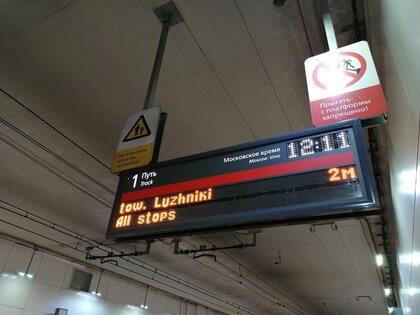 Прыгать
с платформы
запрещено!
1 Путь
Track
Московское время
Moscow time
12:11
tow. Luzhniki
2м
All stops